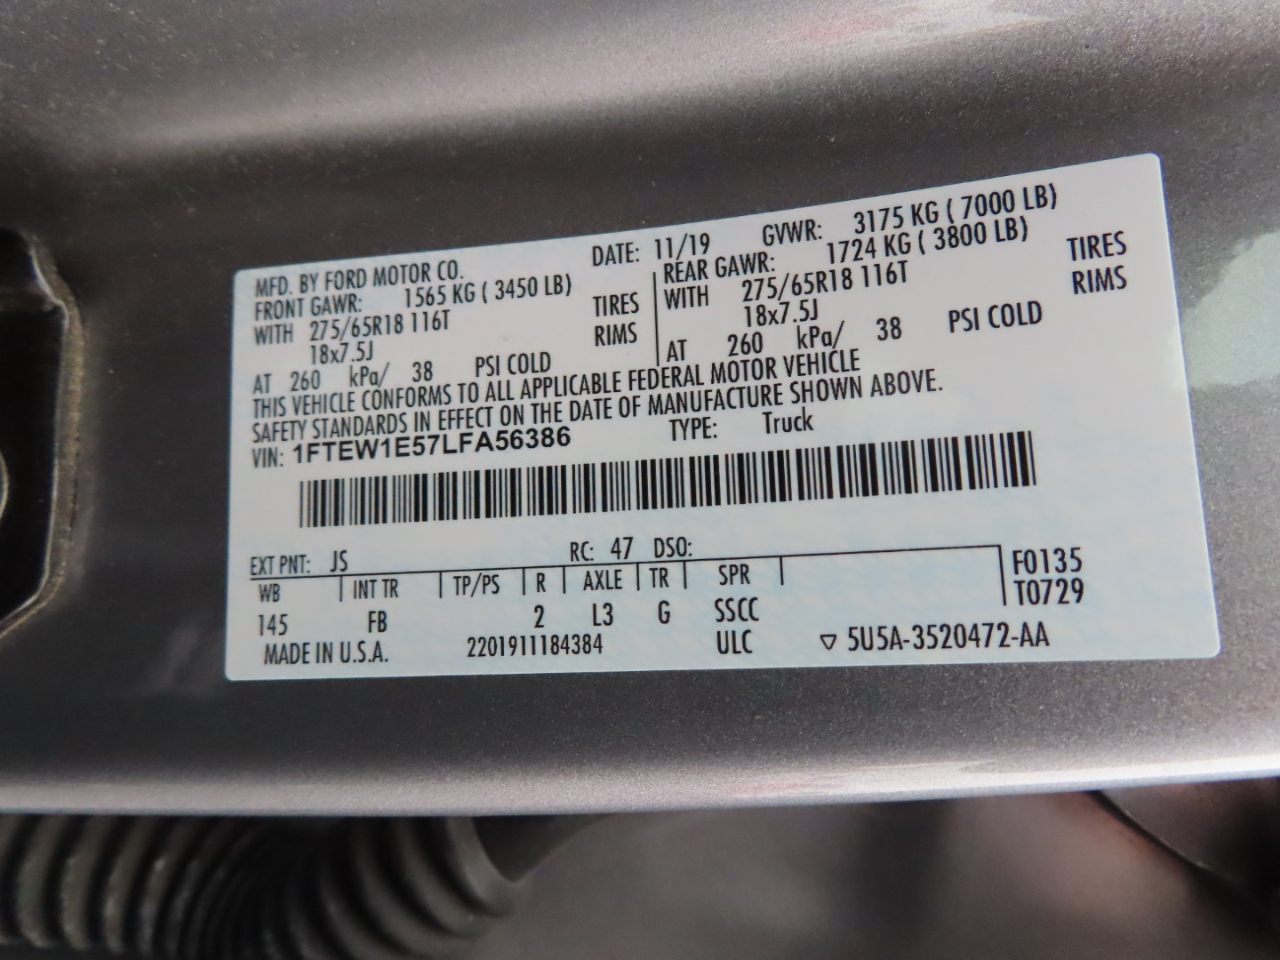 MFD. BY FORD MOTOR CO.
DATE: 11/19 GVWR: 3175 KG ( 7000 LB)
FRONT GAWR: 1565 KG ( 3450 LB)
WITH 275/65R18 116T TIRES
18x7.5J RIMS
AT 260 kPa/ 38 PSI COLD
REAR GAWR: 1724 KG ( 3800 LB)
WITH 275/65R18 116T TIRES
18x7.5J RIMS
AT 260 kPa/ 38 PSI COLD
THIS VEHICLE CONFORMS TO ALL APPLICABLE FEDERAL MOTOR VEHICLE
SAFETY STANDARDS IN EFFECT ON THE DATE OF MANUFACTURE SHOWN ABOVE.
VIN: 1FTEW1E57LFA56386 TYPE: Truck
EXT PNT: JS RC: 47 DSO:
WB INT TR TP/PS R AXLE TR SPR F0135
145 FB 2 L3 G SSCC T0729
MADE IN U.S.A. 2201911184384 ULC ▽ 5U5A-3520472-AA